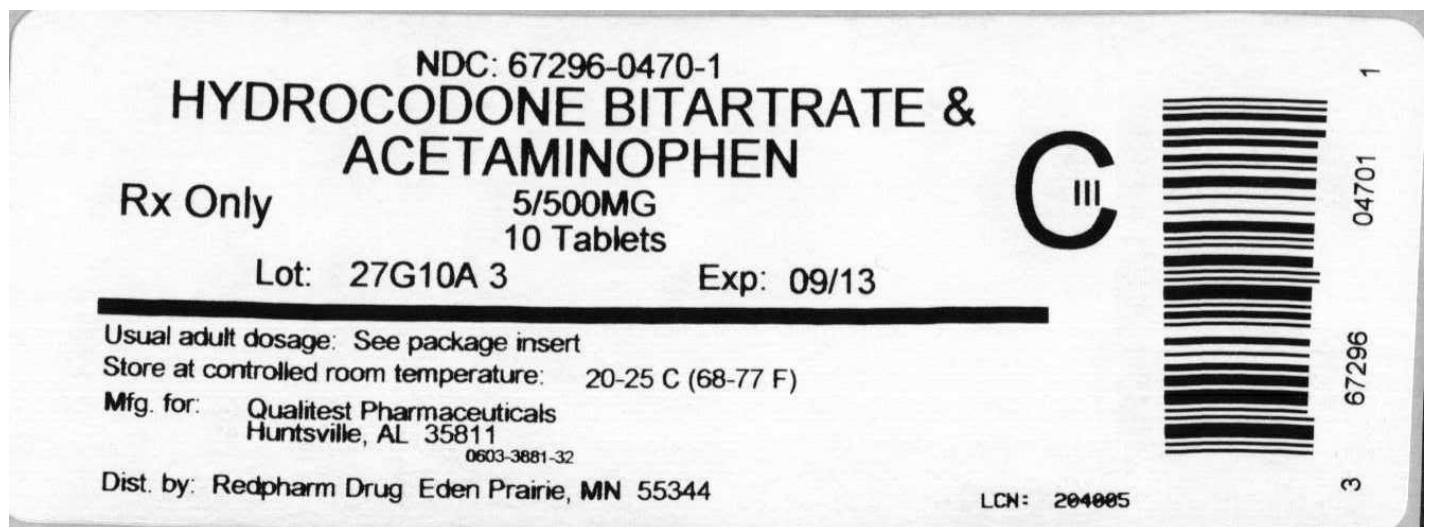 NDC: 67296-0470-1
HYDROCODONE BITARTRATE &
ACETAMINOPHEN
Rx Only
5/500MG
10 Tablets
C III
Lot: 27G10A 3 Exp: 09/13
Usual adult dosage: See package insert
Store at controlled room temperature: 20-25 C (68-77 F)
Mfg. for: Qualitest Pharmaceuticals
Huntsville, AL 35811
0603-3881-32
Dist. by: Redpharm Drug Eden Prairie, MN 55344
LCN: 204005
3 67296 04701 1